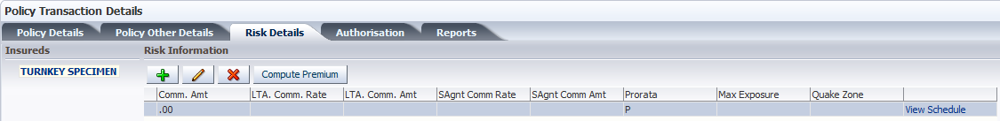 Policy Transaction Details
Policy Details Policy Other Details Risk Details Authorisation Reports
Insureds Risk Information
TURNKEY SPECIMEN Compute Premium
Comm. Amt LTA. Comm. Rate LTA. Comm. Amt SAgnt Comm Rate SAgnt Comm Amt Prorata Max Exposure Quake Zone
.00 P View Schedule